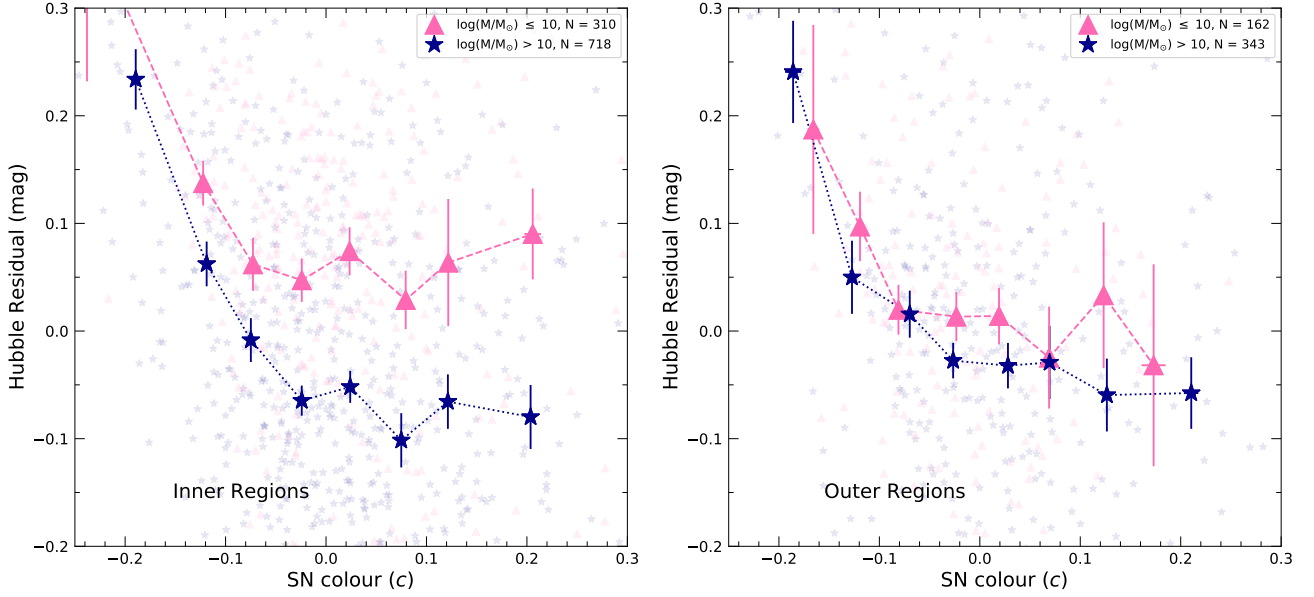 log(M/M⊙) ≤ 10, N = 310
log(M/M⊙) > 10, N = 718
0.3
0.2
0.1
0.0
−0.1
−0.2
Hubble Residual (mag)
Inner Regions
−0.2
−0.1
0.0
0.1
0.2
0.3
SN colour (c)
log(M/M⊙) ≤ 10, N = 162
log(M/M⊙) > 10, N = 343
0.3
0.2
0.1
0.0
−0.1
−0.2
Hubble Residual (mag)
Outer Regions
−0.2
−0.1
0.0
0.1
0.2
0.3
SN colour (c)